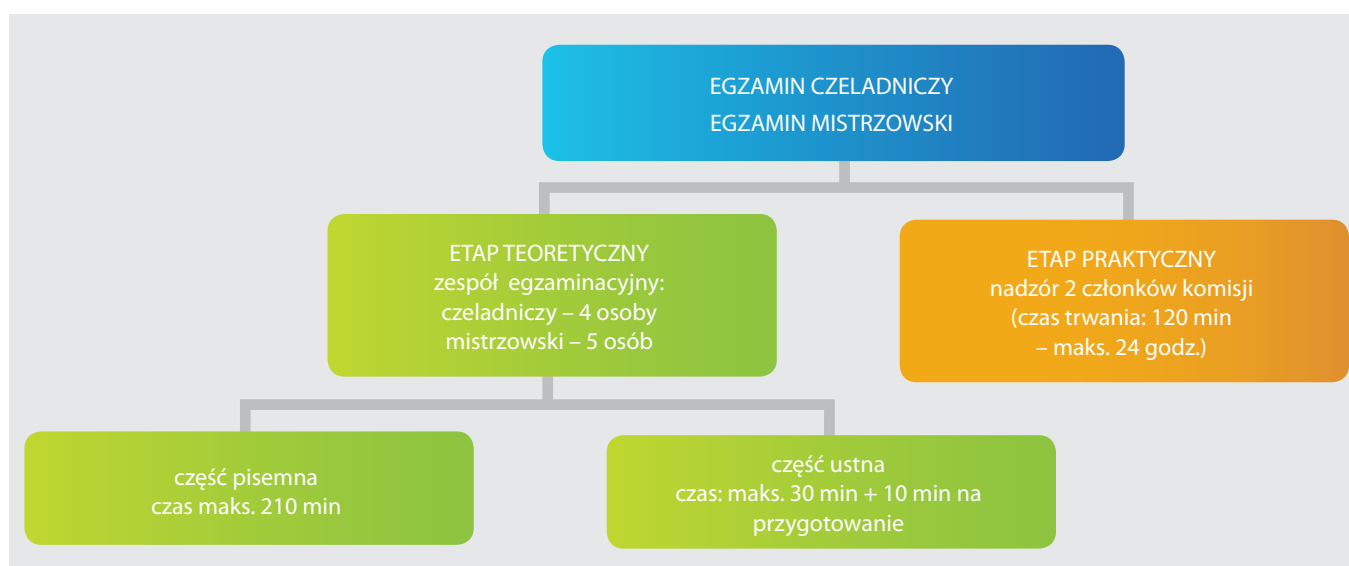 EGZAMIN CZELADNICZY
EGZAMIN MISTRZOWSKI
ETAP TEORETYCZNY
zespół egzaminacyjny:
czeladniczy – 4 osoby
mistrzowski – 5 osób
ETAP PRAKTYCZNY
nadzór 2 członków komisji
(czas trwania: 120 min
– maks. 24 godz.)
część pisemna
czas maks. 210 min
część ustna
czas: maks. 30 min + 10 min na
przygotowanie